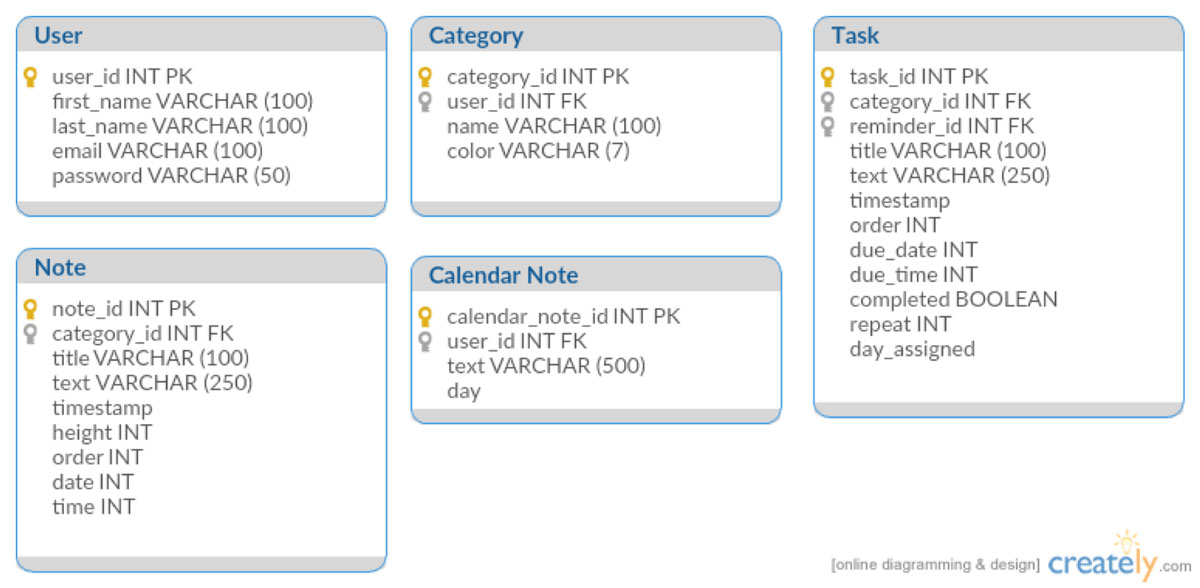 User
user_id INT PK
first_name VARCHAR (100)
last_name VARCHAR (100)
email VARCHAR (100)
password VARCHAR (50)
Category
category_id INT PK
user_id INT FK
name VARCHAR (100)
color VARCHAR (7)
Task
task_id INT PK
category_id INT FK
reminder_id INT FK
title VARCHAR (100)
text VARCHAR (250)
timestamp
order INT
due_date INT
due_time INT
completed BOOLEAN
repeat INT
day_assigned
Note
note_id INT PK
category_id INT FK
title VARCHAR (100)
text VARCHAR (250)
timestamp
height INT
order INT
date INT
time INT
Calendar Note
calendar_note_id INT PK
user_id INT FK
text VARCHAR (500)
day
[online diagramming & design] creately.com